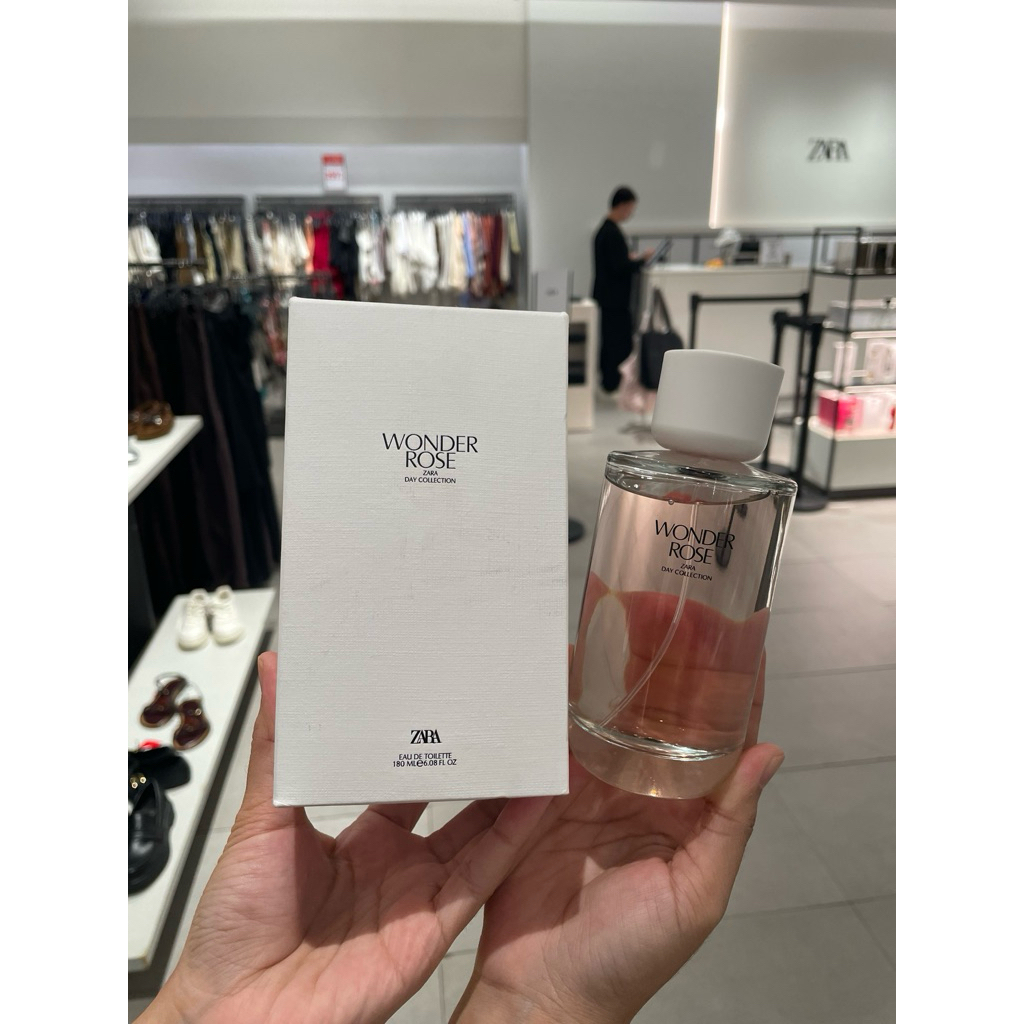 ZARA
WONDER
ROSE
ZARA
DAY COLLECTION
ZARA
EAU DE TOILETTE
180 ML℮6.08 FL OZ
WONDER
ROSE
ZARA
DAY COLLECTION